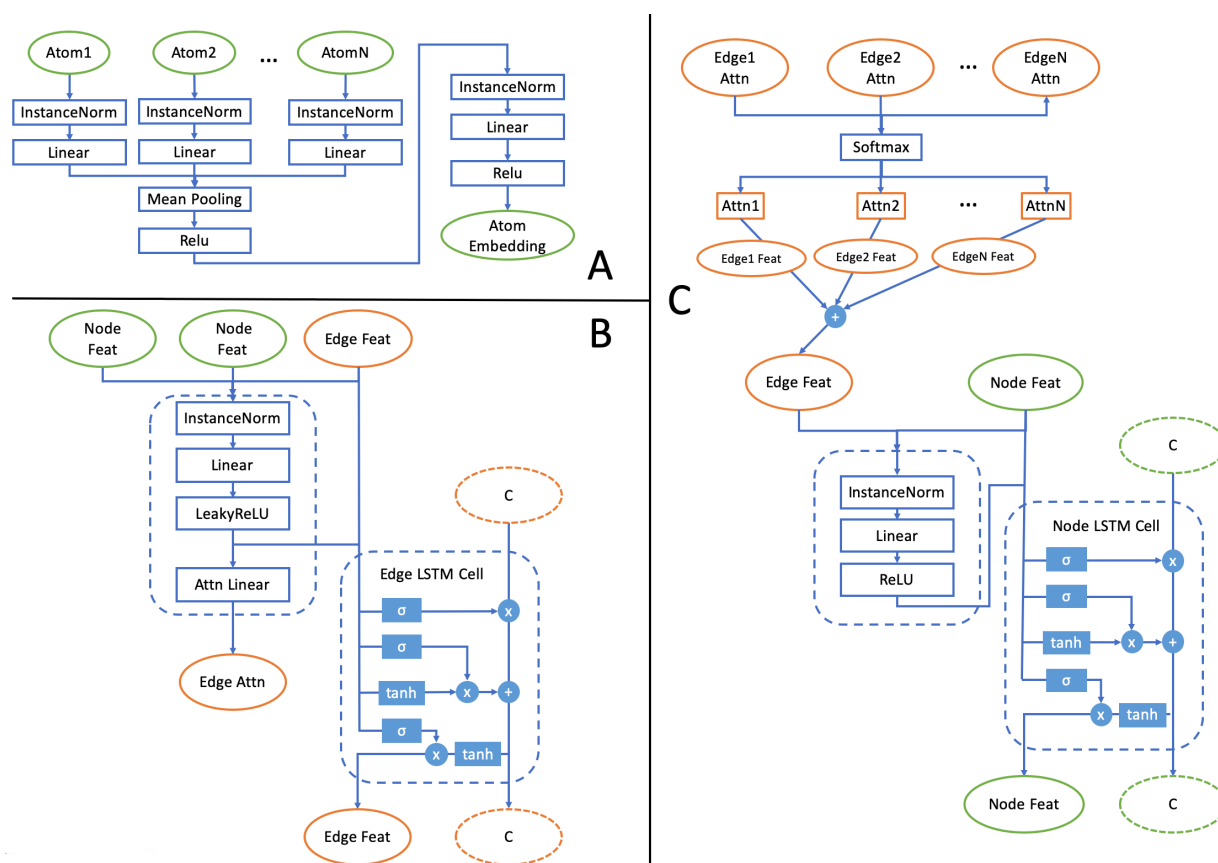 Atom1
Atom2
...
AtomN
InstanceNorm
InstanceNorm
InstanceNorm
Linear
Linear
Linear
Mean Pooling
Relu
InstanceNorm
Linear
Relu
Atom
Embedding
A
Node
Feat
Node
Feat
Edge Feat
B
InstanceNorm
Linear
LeakyReLU
Attn Linear
Edge Attn
C
Edge LSTM Cell
σ
x
σ
tanh
x
+
σ
x
tanh
Edge Feat
C
Edge1
Attn
Edge2
Attn
...
EdgeN
Attn
Softmax
Attn1
Attn2
...
AttnN
Edge1 Feat
Edge2 Feat
EdgeN Feat
C
+
Edge Feat
Node Feat
C
InstanceNorm
Linear
ReLU
Node LSTM Cell
σ
x
σ
tanh
x
+
σ
x
tanh
Node Feat
C